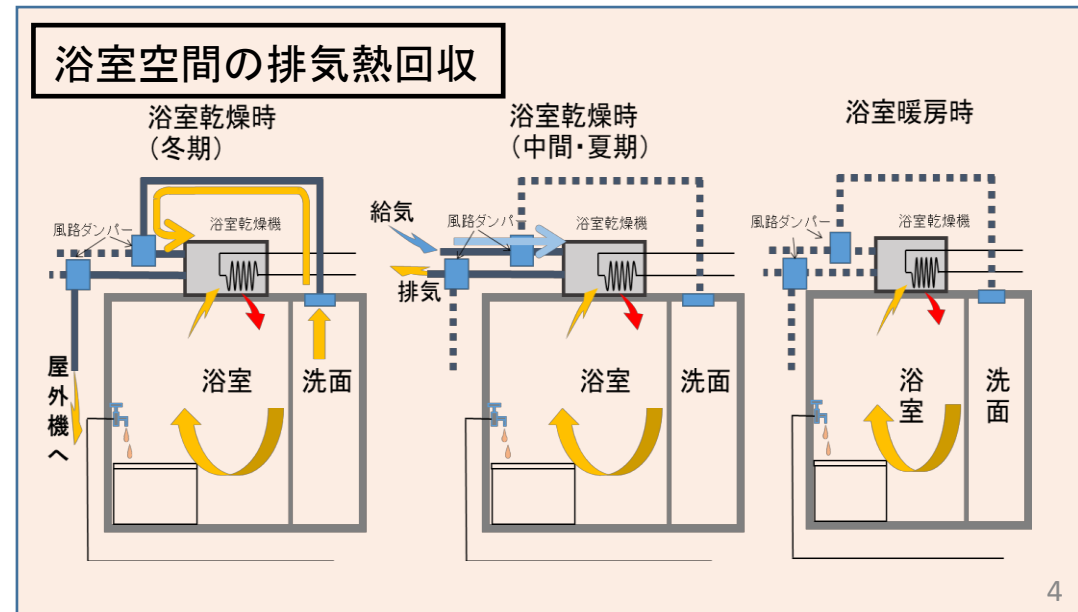 浴室空間の排気熱回収
浴室乾燥時
（冬期）
風路ダンパー
浴室乾燥機
浴室
洗面
屋外機へ
浴室乾燥時
（中間・夏期）
給気
風路ダンパー
浴室乾燥機
排気
浴室
洗面
浴室暖房時
風路ダンパー
浴室乾燥機
浴室
洗面
4